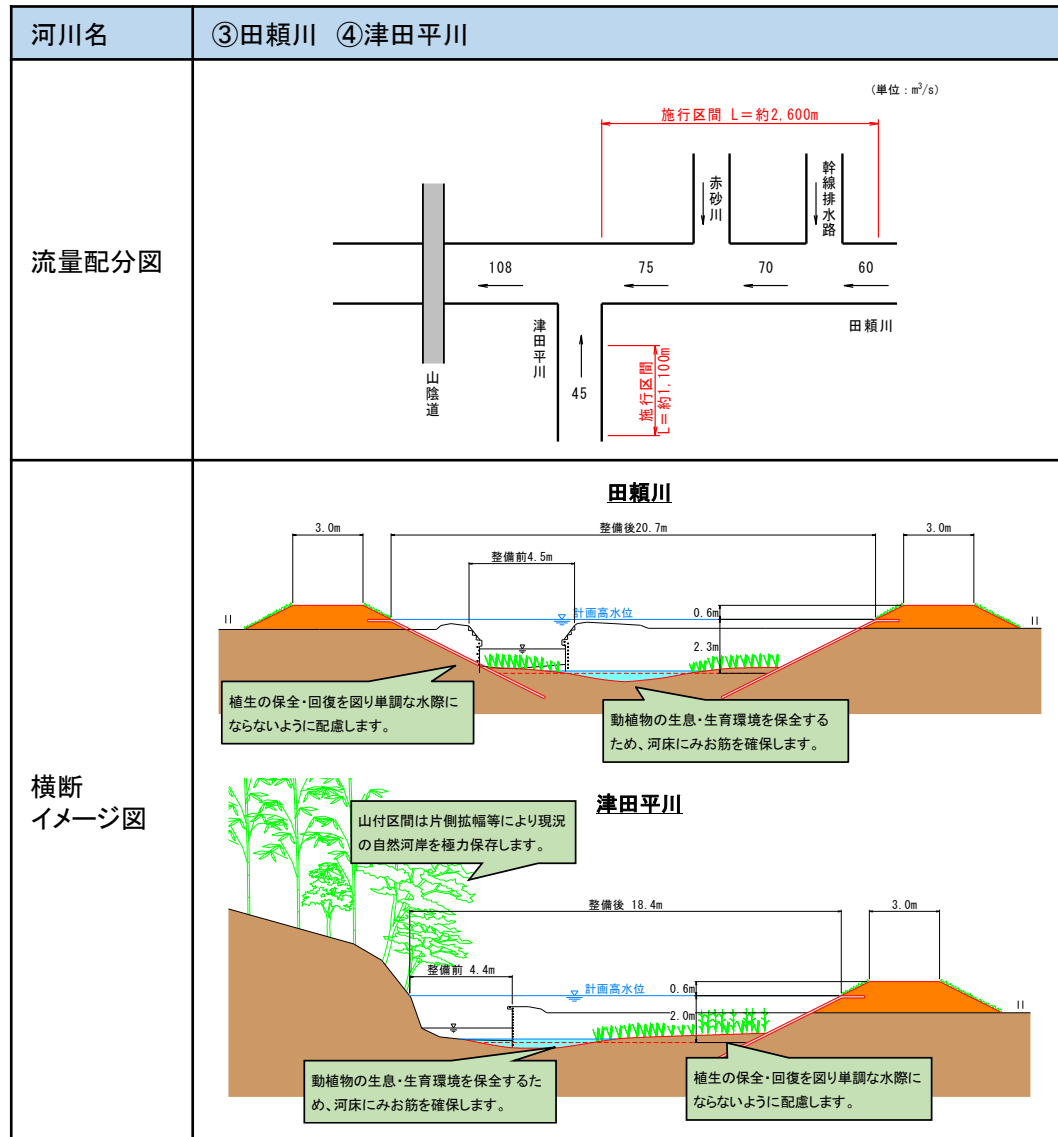 河川名
③田頼川 ④津田平川
流量配分図
(単位：m³/s)
施行区間 L＝約2,600m
赤砂川
幹線排水路
108
75
70
60
田頼川
津田平川
山陰道
45
施行区間
L＝約1,100m
横断
イメージ図
田頼川
3.0m
整備後20.7m
3.0m
整備前4.5m
計画高水位
0.6m
2.3m
植生の保全・回復を図り単調な水際に
ならないように配慮します。
動植物の生息・生育環境を保全する
ため、河床にみお筋を確保します。
津田平川
山付区間は片側拡幅等により現況
の自然河岸を極力保存します。
整備後 18.4m
3.0m
整備前 4.4m
計画高水位
0.6m
2.0m
動植物の生息・生育環境を保全するた
め、河床にみお筋を確保します。
植生の保全・回復を図り単調な水際に
ならないように配慮します。